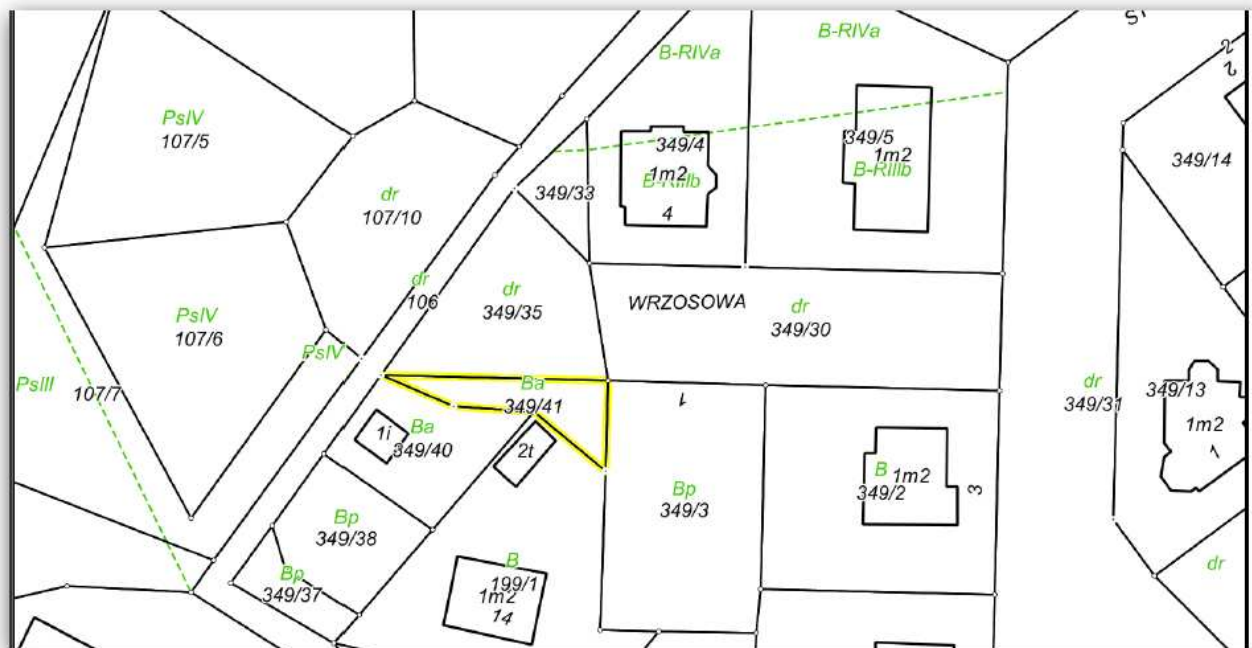 B-RIVa
B-RIVa
PsIV
107/5
349/4
1m2
B-RIIIb
4
349/5
1m2
B-RIIIb
349/14
dr
107/10
349/33
dr
106
dr
349/35
WRZOSOWA
dr
349/30
PsIV
107/6
PsIV
PsIII
107/7
Ba
349/41
1
dr
349/31
349/13
1m2
1
1i
Ba
349/40
2t
B
1m2
349/2
3
Bp
349/3
Bp
349/38
Bp
349/37
B
199/1
1m2
14
dr